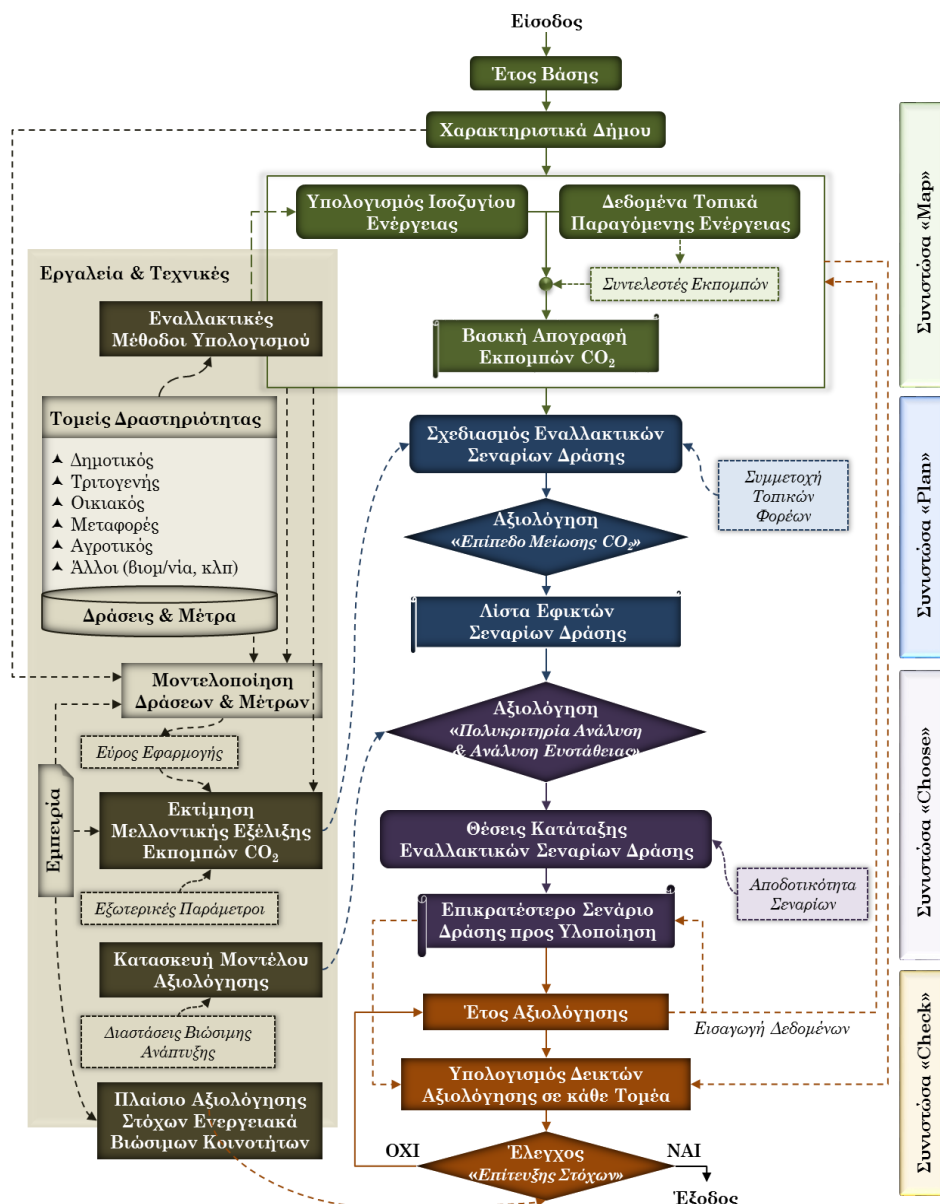 Είσοδος
Έτος Βάσης
Χαρακτηριστικά Δήμου
Υπολογισμός Ισοζυγίου
Ενέργειας
Δεδομένα Τοπικά
Παραγόμενης Ενέργειας
Συντελεστές Εκπομπών
Βασική Απογραφή
Εκπομπών CO₂
Συνιστώσα «Map»
Εργαλεία & Τεχνικές
Εναλλακτικές
Μέθοδοι Υπολογισμού
Τομείς Δραστηριότητας
Δημοτικός
Τριτογενής
Οικιακός
Μεταφορές
Αγροτικός
Άλλοι (βιομ/νία, κλπ)
Δράσεις & Μέτρα
Μοντελοποίηση
Δράσεων & Μέτρων
Εύρος Εφαρμογής
Εμπειρία
Εκτίμηση
Μελλοντικής Εξέλιξης
Εκπομπών CO₂
Εξωτερικές Παράμετροι
Κατασκευή Μοντέλου
Αξιολόγησης
Διαστάσεις Βιώσιμης
Ανάπτυξης
Πλαίσιο Αξιολόγησης
Στόχων Ενεργειακά
Βιώσιμων Κοινοτήτων
Σχεδιασμός Εναλλακτικών
Σεναρίων Δράσης
Συμμετοχή
Τοπικών
Φορέων
Αξιολόγηση
«Επίπεδο Μείωσης CO₂»
Λίστα Εφικτών
Σεναρίων Δράσης
Συνιστώσα «Plan»
Αξιολόγηση
«Πολυκριτηρία Ανάλυση
& Ανάλυση Ευστάθειας»
Θέσεις Κατάταξης
Εναλλακτικών Σεναρίων Δράσης
Αποδοτικότητα
Σεναρίων
Επικρατέστερο Σενάριο
Δράσης προς Υλοποίηση
Συνιστώσα «Choose»
Έτος Αξιολόγησης
Εισαγωγή Δεδομένων
Υπολογισμός Δεικτών
Αξιολόγησης σε κάθε Τομέα
Έλεγχος
«Επίτευξης Στόχων»
ΟΧΙ
ΝΑΙ
Έξοδος
Συνιστώσα «Check»